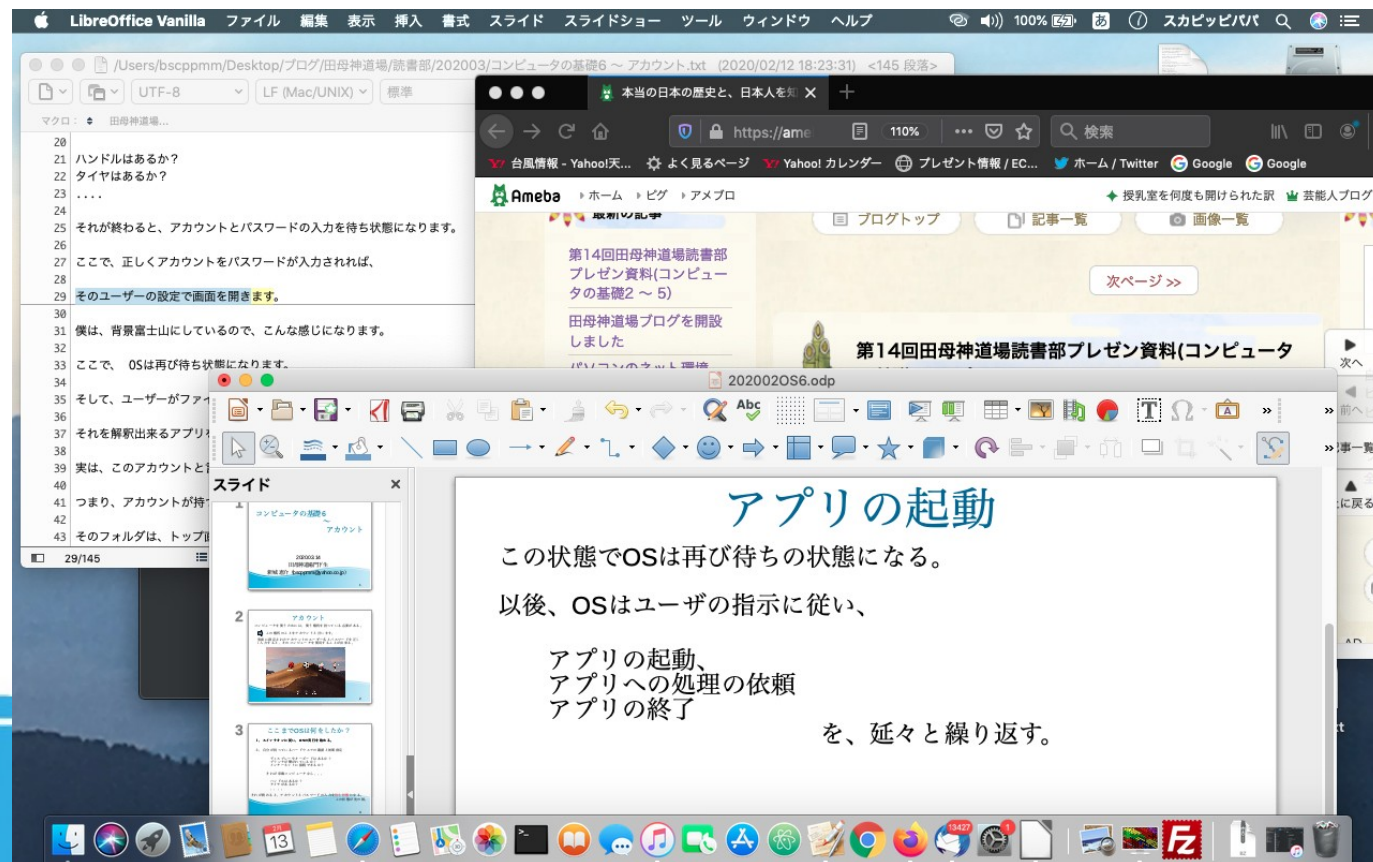 LibreOffice Vanilla ファイル 編集 表示 挿入 書式 スライド スライドショー ツール ウィンドウ ヘルプ 100% あ スカピッピパパ
/Users/bscppmm/Desktop/ブログ/田母神道場/読書部/202003/コンピュータの基礎6 ~ アカウント.txt (2020/02/12 18:23:31) <145 段落>
UTF-8 LF (Mac/UNIX) 標準
マクロ: 田母神道場...
20
21 ハンドルはあるか?
22 タイヤはあるか?
23 ....
24
25 それが終わると、アカウントとパスワードの入力を待ち状態になります。
26
27 ここで、正しくアカウントをパスワードが入力されれば、
28
29 そのユーザーの設定で画面を開きます。
30
31 僕は、背景富士山にしているので、こんな感じになります。
32
33 ここで、 OSは再び待ち状態になります。
34
35 そして、ユーザーがファイ
36
37 それを解釈出来るアプリ
38
39 実は、このアカウントと
40
41 つまり、アカウントが持
42
43 そのフォルダは、トップ
29/145
本当の日本の歴史と、日本人を知
https://ame 110% 検索
台風情報 - Yahoo!天... よく見るページ Yahoo! カレンダー プレゼント情報 / EC... ホーム / Twitter Google Google
Ameba ホーム ピグ アメブロ 授乳室を何度も開けられた訳 芸能人ブログ
最新の記事 ブログトップ 記事一覧 画像一覧
第14回田母神道場読書部
プレゼン資料(コンピュー
タの基礎2 ~ 5)
田母神道場ブログを開設
しました
パソコンのネット環境
次ページ >>
第14回田母神道場読書部プレゼン資料(コンピュータ
次へ
前へ
記事一覧
に戻る
202002OS6.odp
Abc
スライド
1
コンピュータの基礎6
~
アカウント
2
アカウント
3
ここまでOSは何をしたか?
アプリの起動
この状態でOSは再び待ちの状態になる。
以後、OSはユーザの指示に従い、
アプリの起動、
アプリへの処理の依頼
アプリの終了
を、延々と繰り返す。
13
13427
1